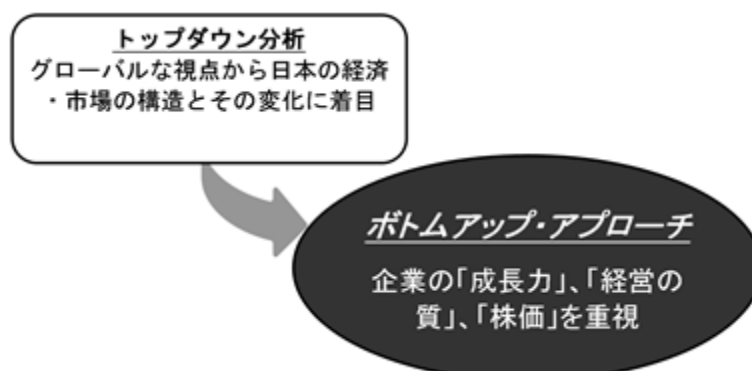 トップダウン分析
グローバルな視点から日本の経済
・市場の構造とその変化に着目
ボトムアップ・アプローチ
企業の「成長力」、「経営の
質」、「株価」を重視